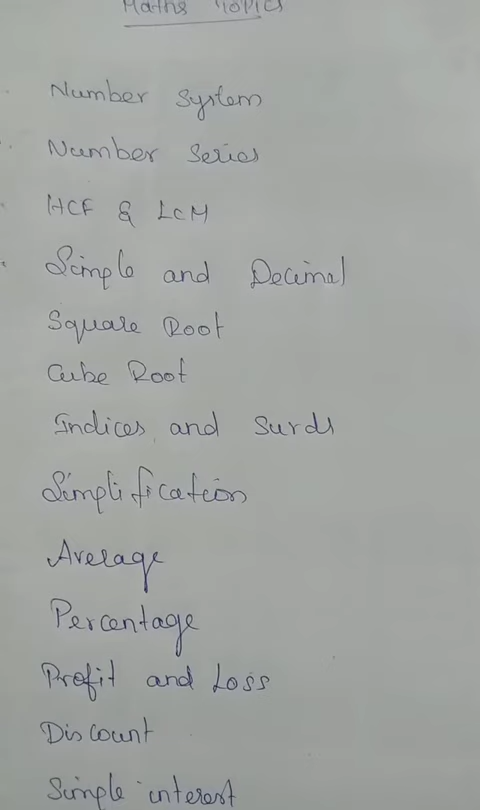 Maths Topics
Number System
Number Series
HCF & LCM
Simple and Decimal
Square Root
Cube Root
Indices and Surds
Simplification
Average
Percentage
Profit and Loss
Discount
Simple interest